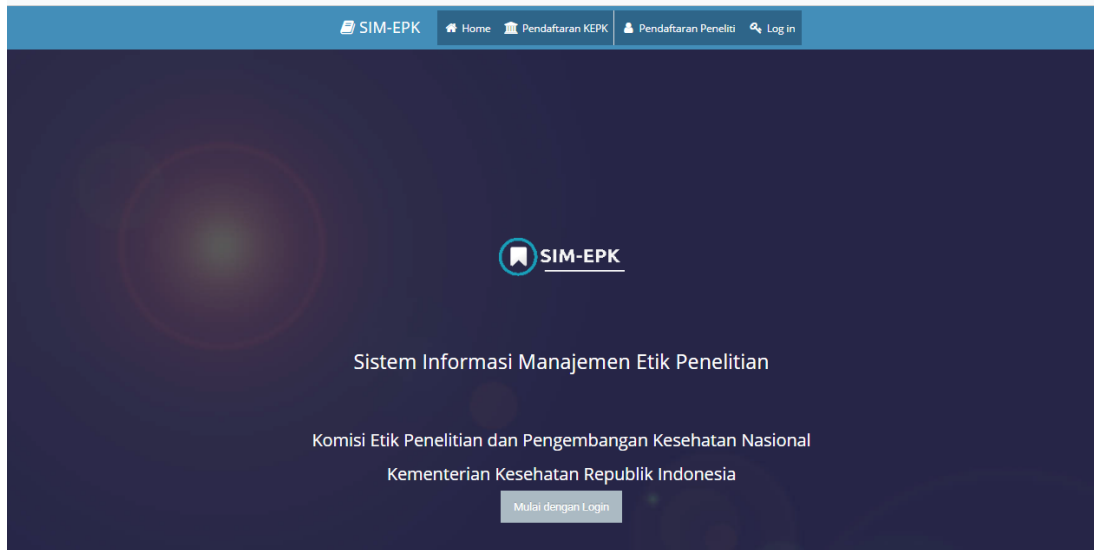 SIM-EPK Home Pendaftaran KEPK Pendaftaran Peneliti Log in
SIM-EPK
Sistem Informasi Manajemen Etik Penelitian
Komisi Etik Penelitian dan Pengembangan Kesehatan Nasional
Kementerian Kesehatan Republik Indonesia
Mulai dengan Login